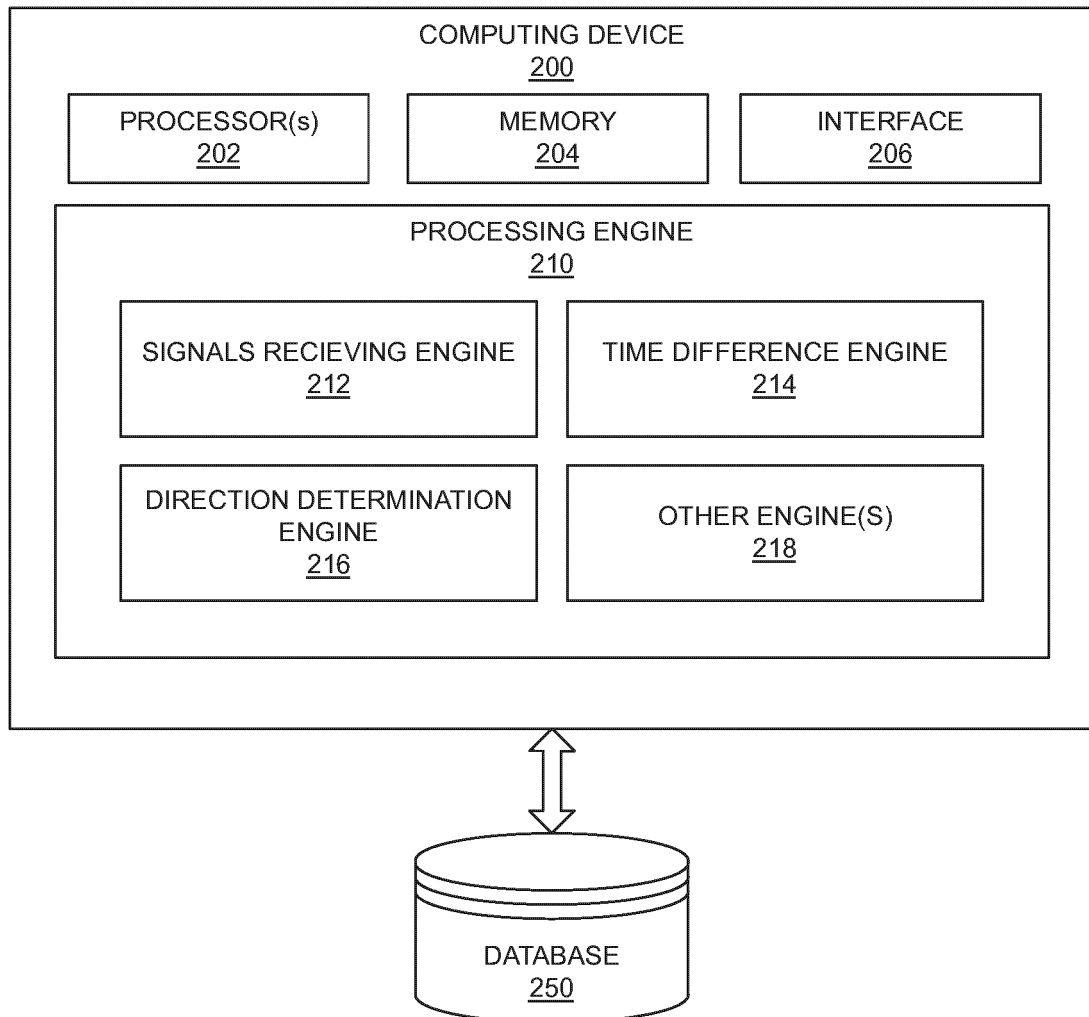 COMPUTING DEVICE
200
PROCESSOR(s)
202
MEMORY
204
INTERFACE
206
PROCESSING ENGINE
210
SIGNALS RECIEVING ENGINE
212
TIME DIFFERENCE ENGINE
214
DIRECTION DETERMINATION
ENGINE
216
OTHER ENGINE(S)
218
DATABASE
250